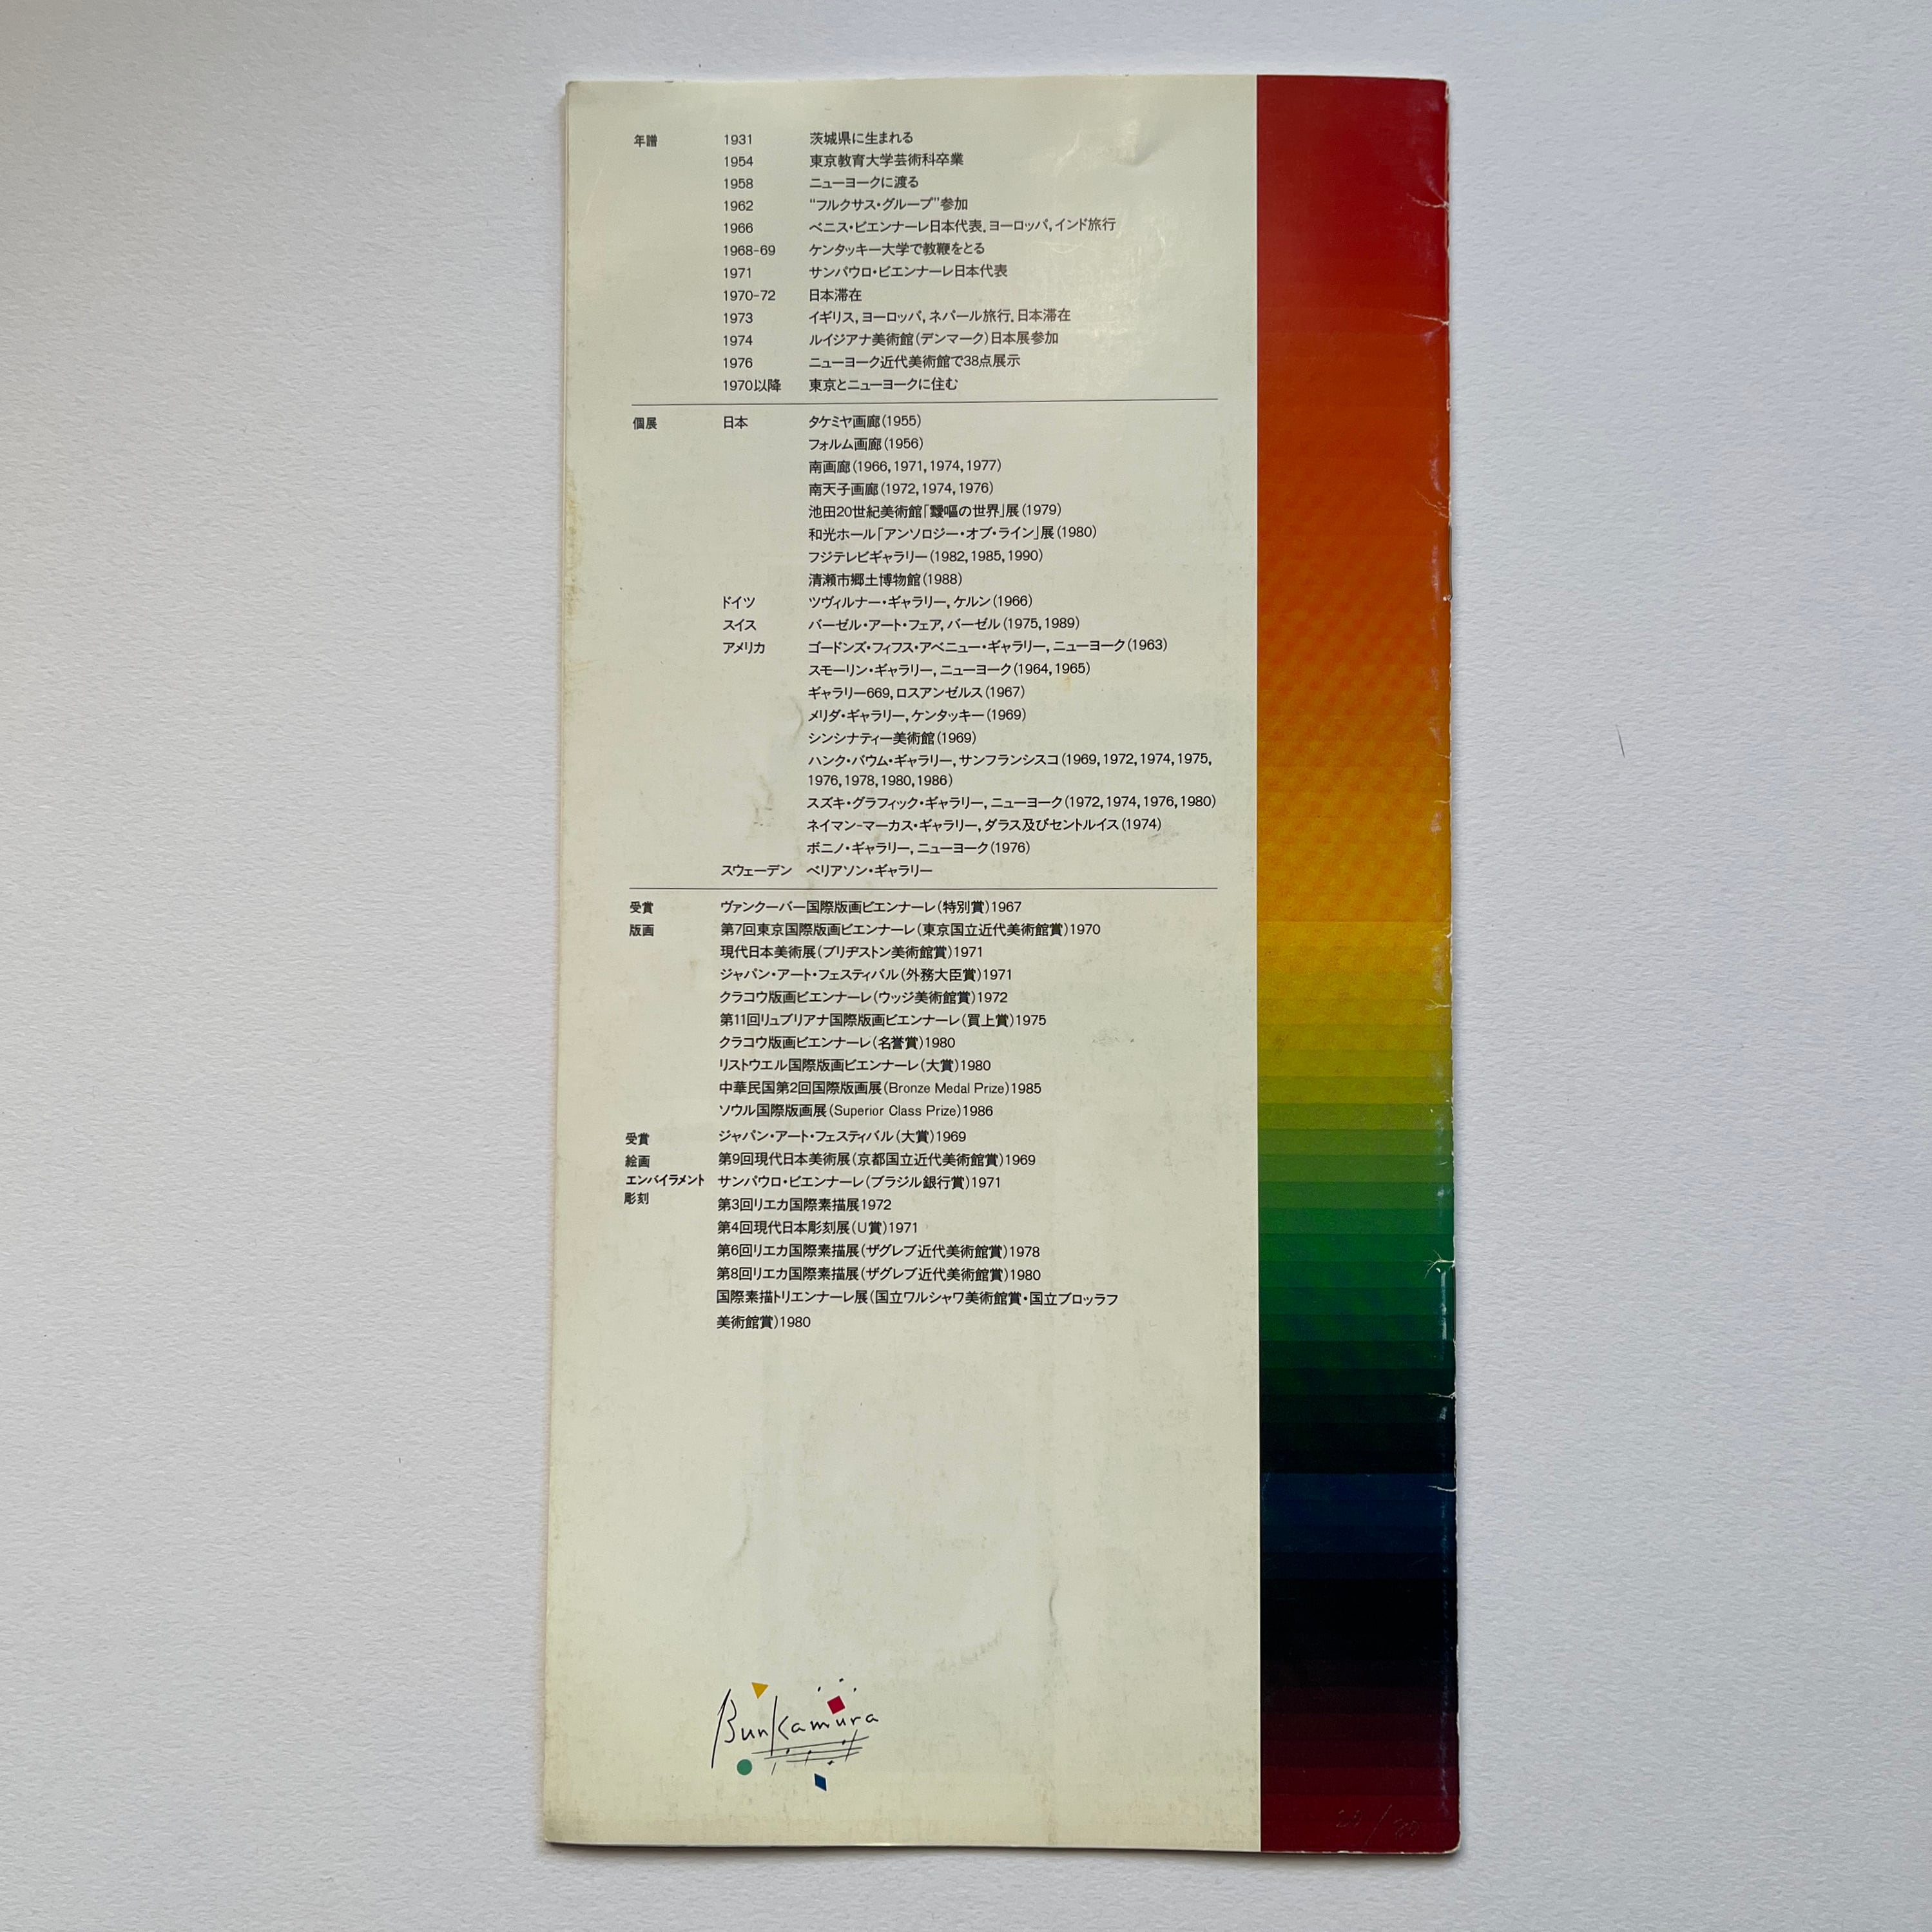 年譜 1931 茨城県に生まれる
1954 東京教育大学芸術科卒業
1958 ニューヨークに渡る
1962 “フルクサス・グループ”参加
1966 ベニス・ビエンナーレ日本代表．ヨーロッパ，インド旅行
1968-69 ケンタッキー大学で教鞭をとる
1971 サンパウロ・ビエンナーレ日本代表
1970-72 日本滞在
1973 イギリス，ヨーロッパ，ネパール旅行．日本滞在
1974 ルイジアナ美術館（デンマーク）日本展参加
1976 ニューヨーク近代美術館で38点展示
1970以降 東京とニューヨークに住む
個展 日本 タケミヤ画廊（1955）
フォルム画廊（1956）
南画廊（1966，1971，1974，1977）
南天子画廊（1972，1974，1976）
池田20世紀美術館「靉嘔の世界」展（1979）
和光ホール「アンソロジー・オブ・ライン」展（1980）
フジテレビギャラリー（1982，1985，1990）
清瀬市郷土博物館（1988）
ドイツ ツヴィルナー・ギャラリー，ケルン（1966）
スイス バーゼル・アート・フェア，バーゼル（1975，1989）
アメリカ ゴードンズ・フィフス・アベニュー・ギャラリー，ニューヨーク（1963）
スモーリン・ギャラリー，ニューヨーク（1964，1965）
ギャラリー669，ロスアンゼルス（1967）
メリダ・ギャラリー，ケンタッキー（1969）
シンシナティー美術館（1969）
ハンク・バウム・ギャラリー，サンフランシスコ（1969，1972，1974，1975，
1976，1978，1980，1986）
スズキ・グラフィック・ギャラリー，ニューヨーク（1972，1974，1976，1980）
ネイマン-マーカス・ギャラリー，ダラス及びセントルイス（1974）
ボニノ・ギャラリー，ニューヨーク（1976）
スウェーデン ベリアソン・ギャラリー
受賞 ヴァンクーバー国際版画ビエンナーレ（特別賞）1967
版画 第7回東京国際版画ビエンナーレ（東京国立近代美術館賞）1970
現代日本美術展（ブリヂストン美術館賞）1971
ジャパン・アート・フェスティバル（外務大臣賞）1971
クラコウ版画ビエンナーレ（ウッジ美術館賞）1972
第11回リュブリアナ国際版画ビエンナーレ（買上賞）1975
クラコウ版画ビエンナーレ（名誉賞）1980
リストウエル国際版画ビエンナーレ（大賞）1980
中華民国第2回国際版画展（Bronze Medal Prize）1985
ソウル国際版画展（Superior Class Prize）1986
受賞 ジャパン・アート・フェスティバル（大賞）1969
絵画 第9回現代日本美術展（京都国立近代美術館賞）1969
エンバイラメント サンパウロ・ビエンナーレ（ブラジル銀行賞）1971
彫刻 第3回リエカ国際素描展1972
第4回現代日本彫刻展（U賞）1971
第6回リエカ国際素描展（ザグレブ近代美術館賞）1978
第8回リエカ国際素描展（ザグレブ近代美術館賞）1980
国際素描トリエンナーレ展（国立ワルシャワ美術館賞・国立ブロッラフ
美術館賞）1980
Bunkamura